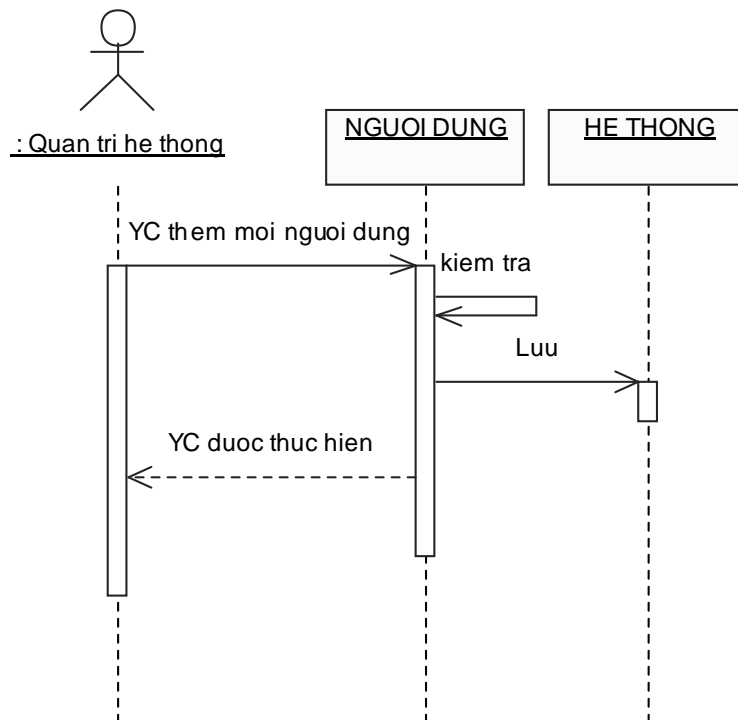 : Quan tri he thong
NGUOI DUNG
HE THONG
YC them moi nguoi dung
kiem tra
Luu
YC duoc thuc hien